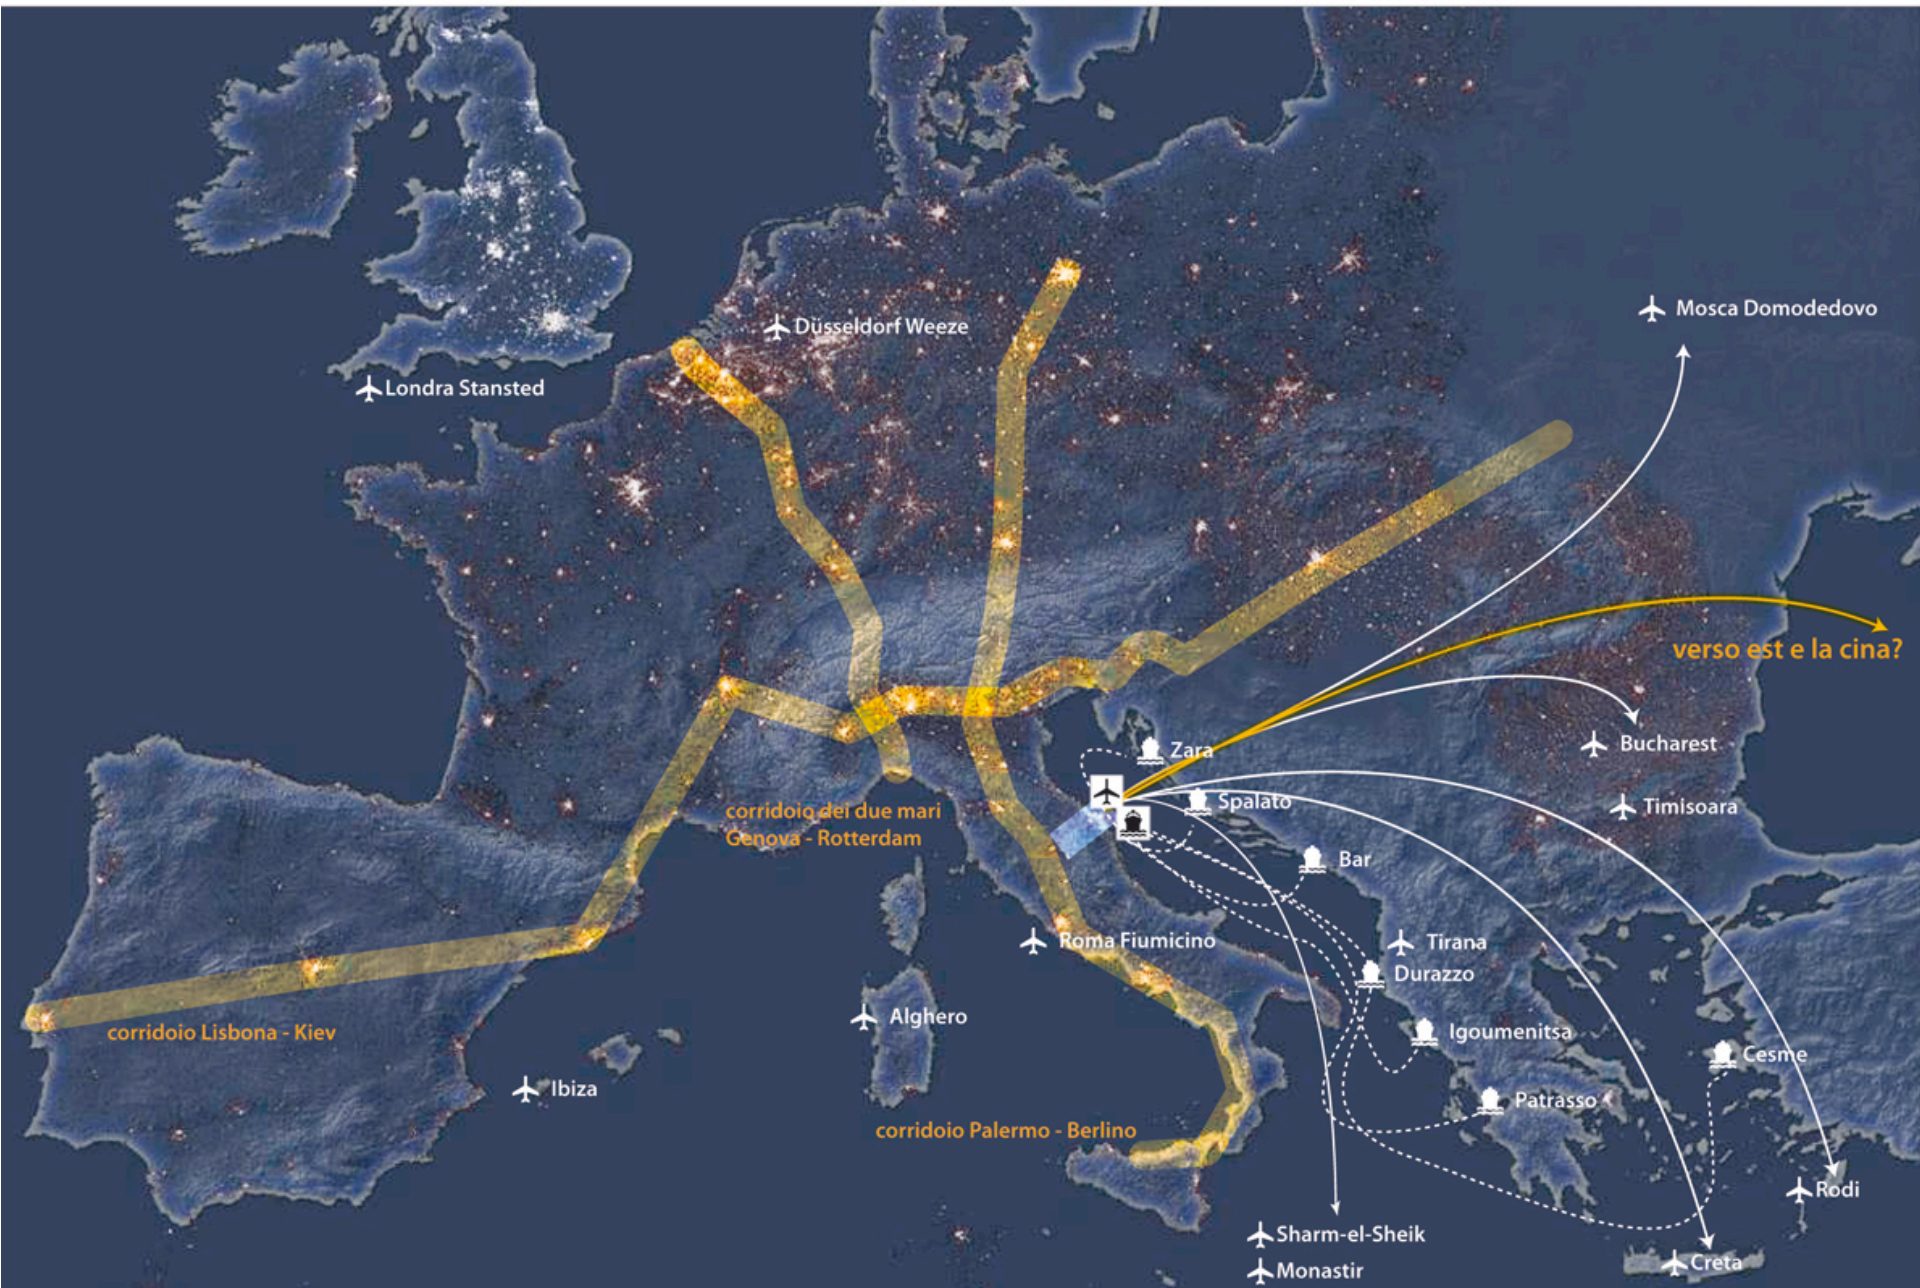 Mosca Domodedovo
Düsseldorf Weeze
Londra Stansted
verso est e la cina?
Bucharest
Zara
Spalato
Timisoara
corridoio dei due mari
Genova - Rotterdam
Bar
Roma Fiumicino
Tirana
Durazzo
Alghero
corridoio Lisbona - Kiev
Igoumenitsa
Cesme
Ibiza
Patrasso
corridoio Palermo - Berlino
Rodi
Sharm-el-Sheik
Creta
Monastir